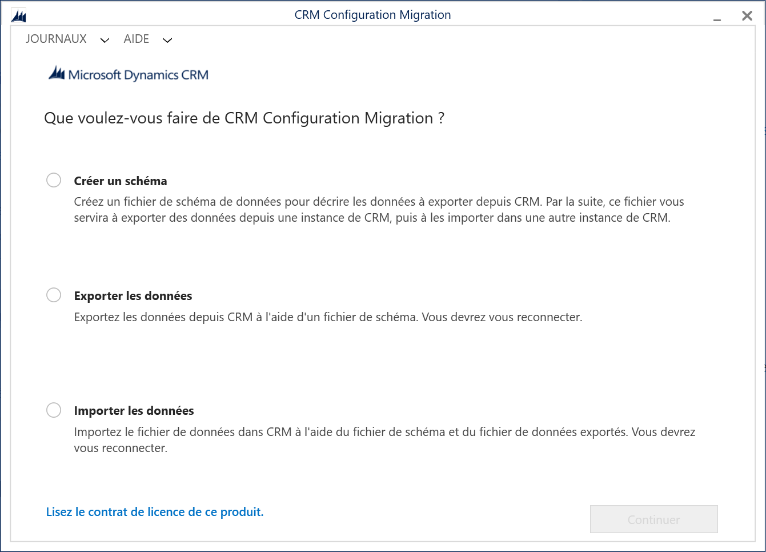 CRM Configuration Migration
JOURNAUX AIDE
Microsoft Dynamics CRM
Que voulez-vous faire de CRM Configuration Migration ?
Créer un schéma
Créez un fichier de schéma de données pour décrire les données à exporter depuis CRM. Par la suite, ce fichier vous
servira à exporter des données depuis une instance de CRM, puis à les importer dans une autre instance de CRM.
Exporter les données
Exportez les données depuis CRM à l'aide d'un fichier de schéma. Vous devrez vous reconnecter.
Importer les données
Importez le fichier de données dans CRM à l'aide du fichier de schéma et du fichier de données exportés. Vous devrez
vous reconnecter.
Lisez le contrat de licence de ce produit.
Continuer